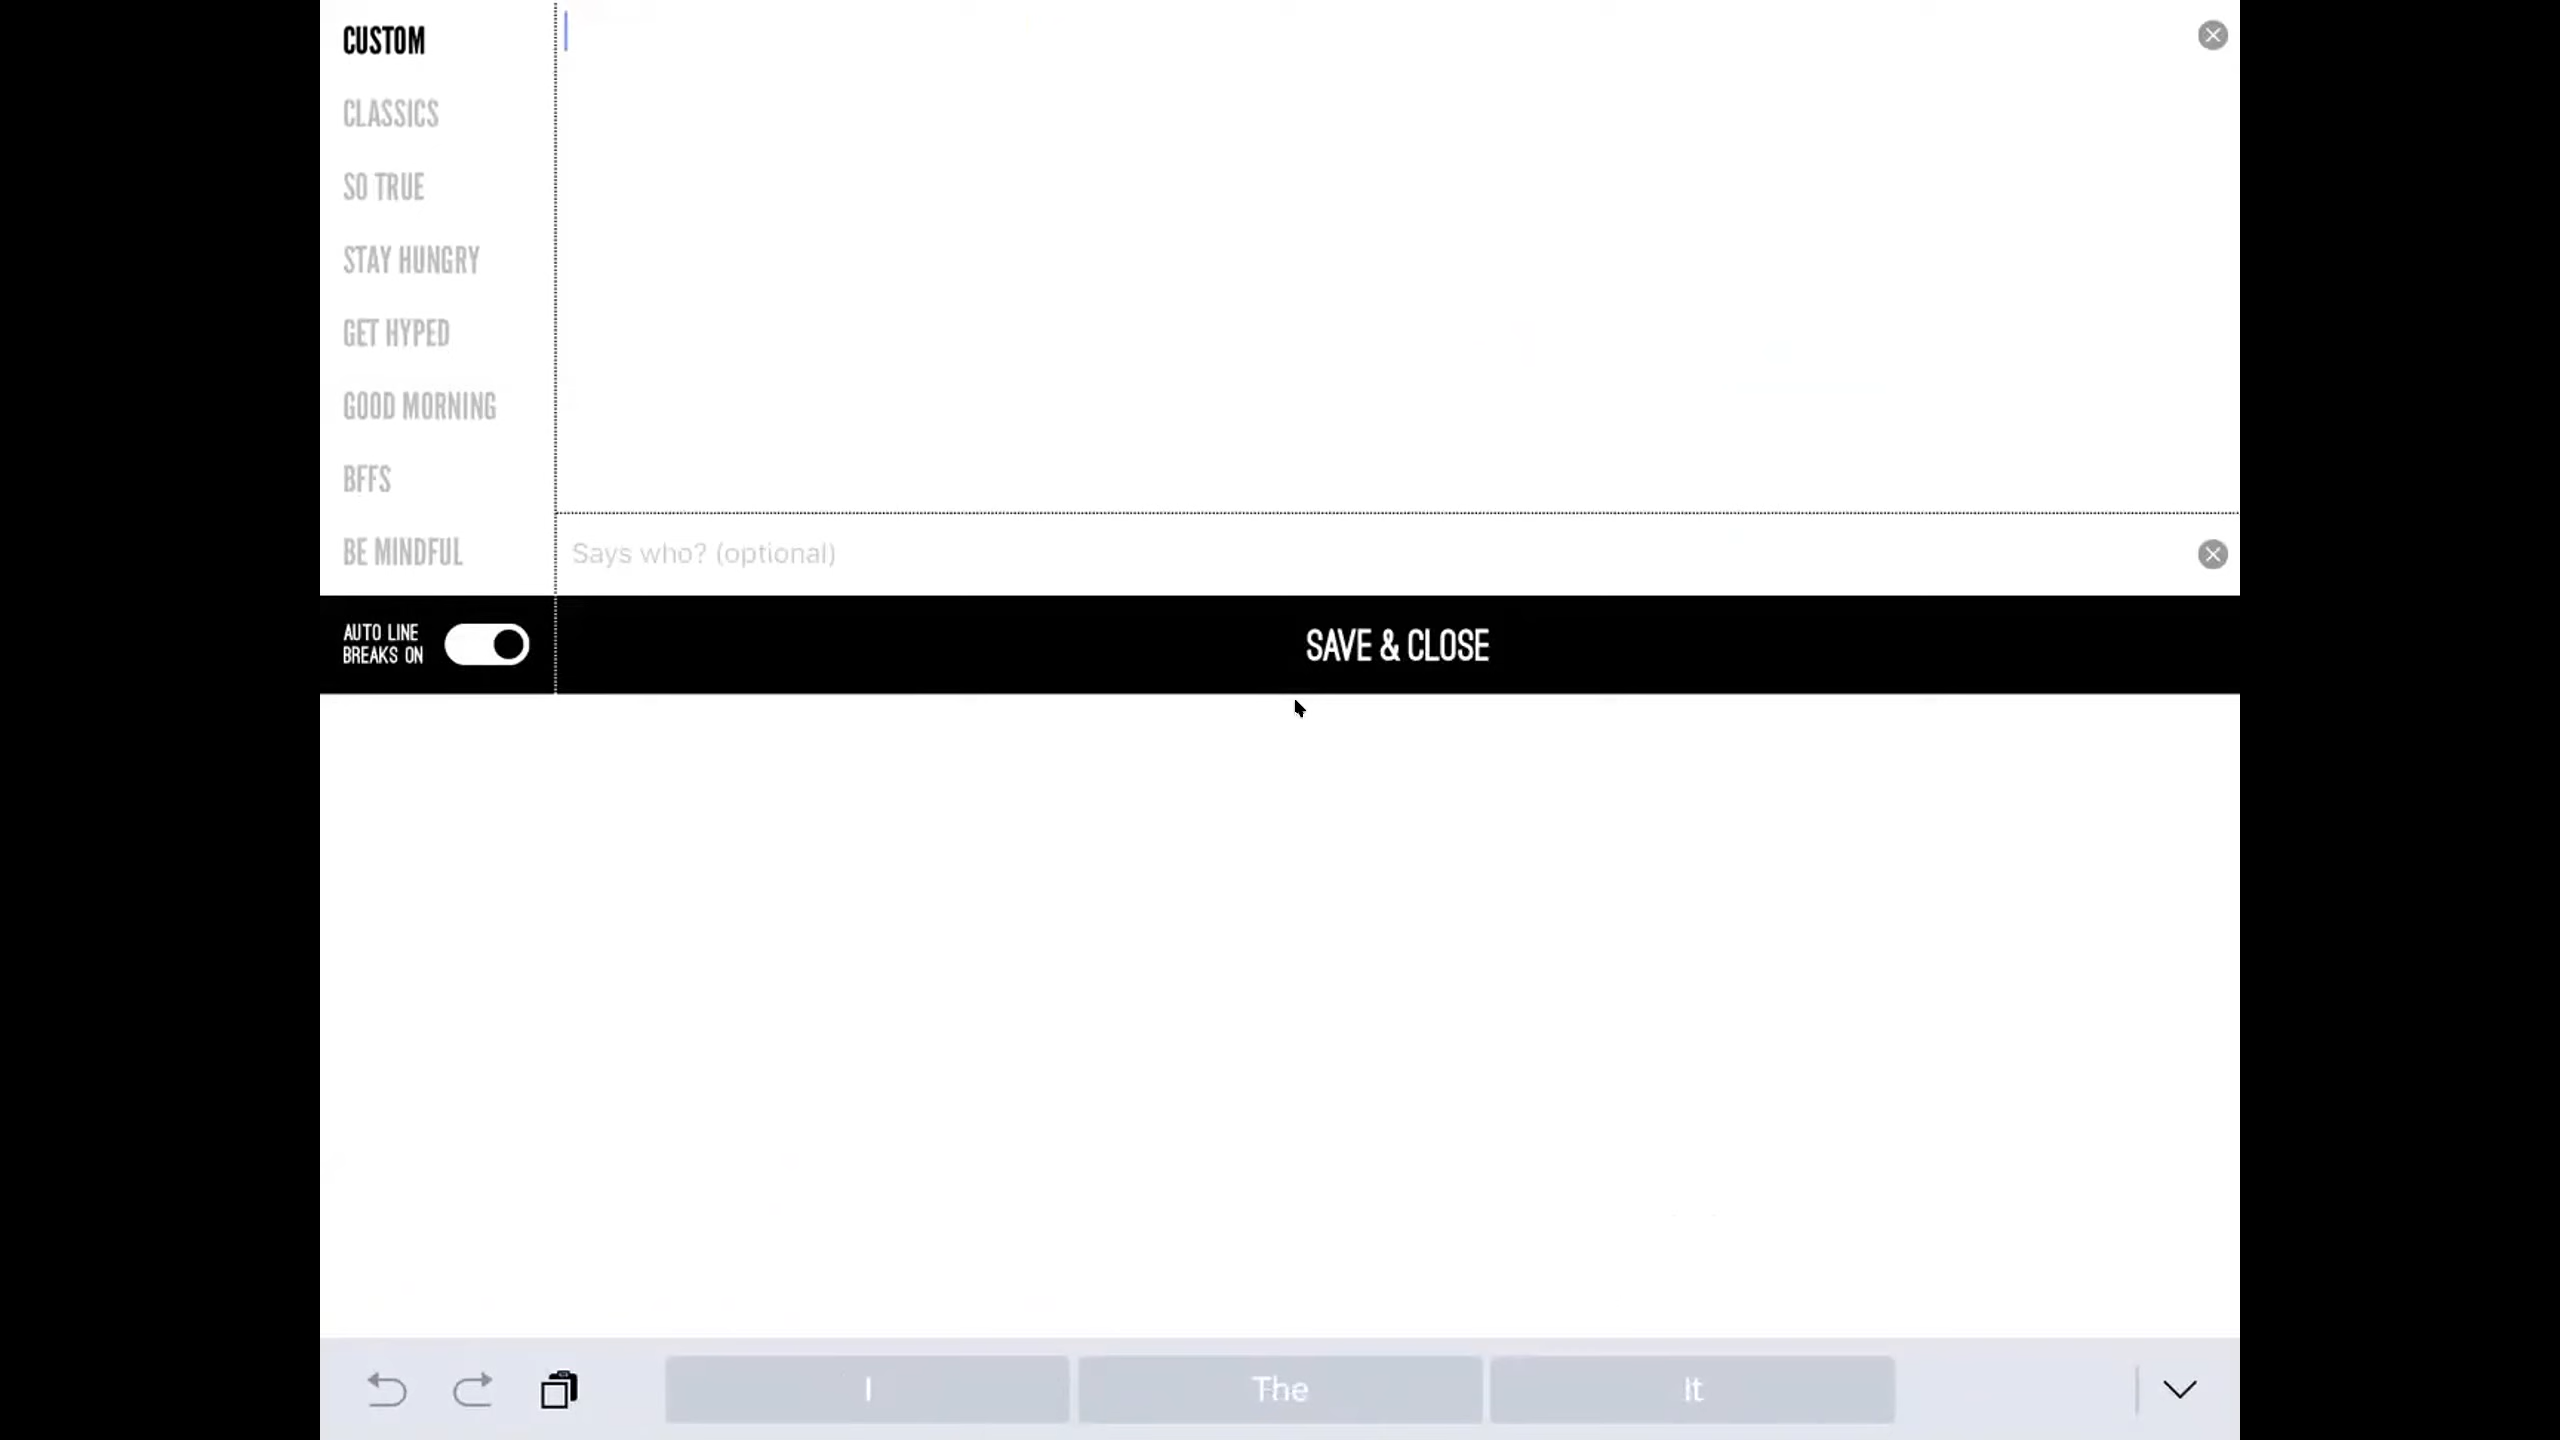 CUSTOM
CLASSICS
SO TRUE
STAY HUNGRY
GET HYPED
GOOD MORNING
BFFS
BE MINDFUL
Says who? (optional)
AUTO LINE
BREAKS ON
SAVE & CLOSE
I
The
It